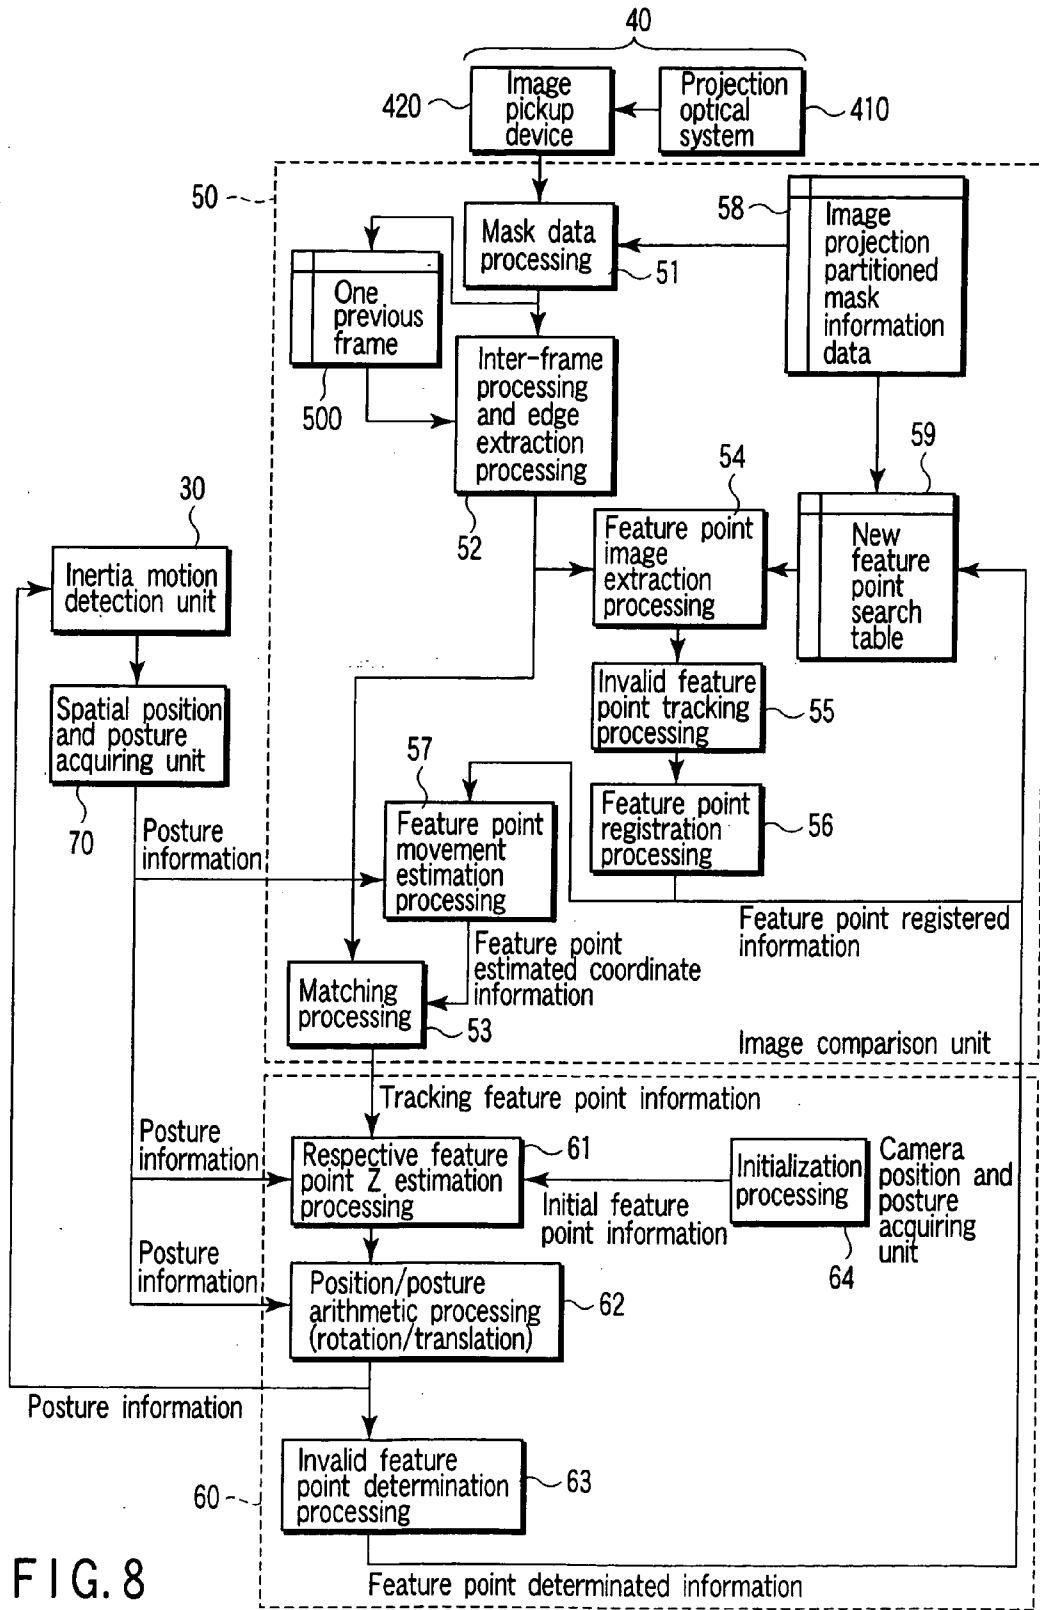 40
420
Image
pickup
device
Projection
optical
system
410
50
58
Image
projection
partitioned
mask
information
data
Mask data
processing
51
One
previous
frame
500
Inter-frame
processing
and edge
extraction
processing
52
59
54
Feature point
image
extraction
processing
New
feature
point
search
table
30
Inertia motion
detection unit
Invalid feature
point tracking
processing
55
Spatial position
and posture
acquiring unit
70
57
Feature point
movement
estimation
processing
Feature point
registration
processing
56
Posture
information
Feature point registered
information
Feature point
estimated coordinate
information
Matching
processing
53
Image comparison unit
Tracking feature point information
Posture
information
61
Respective feature
point Z estimation
processing
Initial feature
point information
Initialization
processing
64
Camera
position and
posture
acquiring
unit
Posture
information
Position/posture
arithmetic processing
(rotation/translation)
62
Posture information
Invalid feature
point determination
processing
63
60
Feature point determinated information
FIG. 8